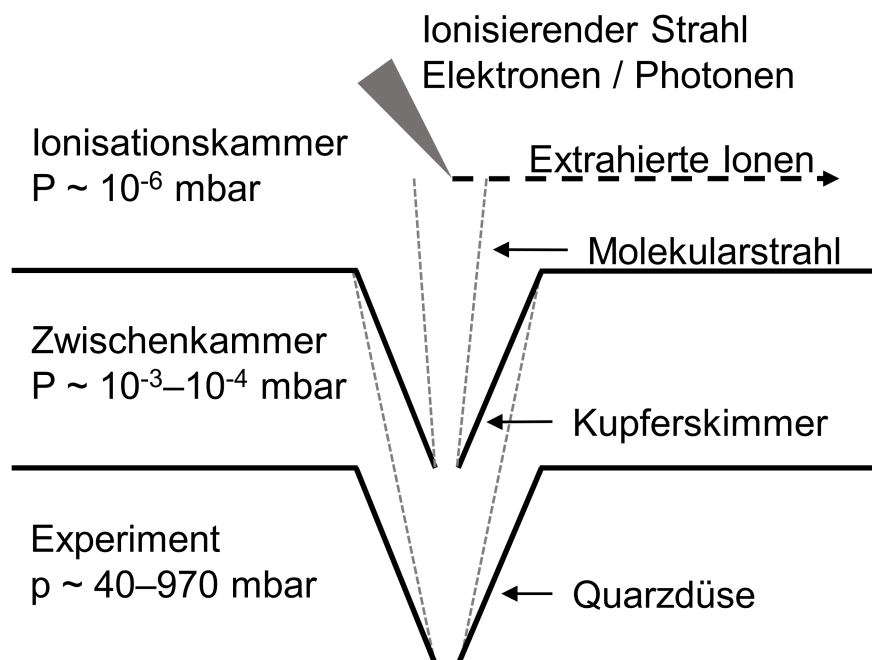 Ionisierender Strahl
Elektronen / Photonen
Ionisationskammer
P ~ 10⁻⁶ mbar
Extrahierte Ionen
Molekularstrahl
Zwischenkammer
P ~ 10⁻³–10⁻⁴ mbar
Kupferskimmer
Experiment
p ~ 40–970 mbar
Quarzdüse